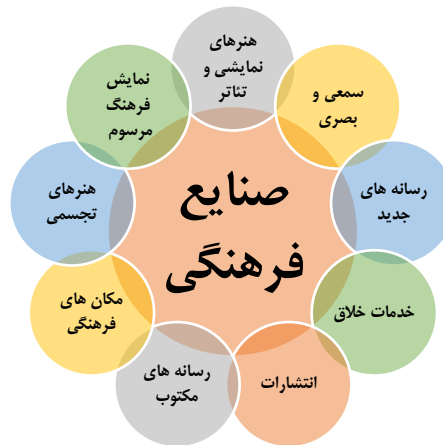 صنایع
فرهنگی
هنرهای
نمایشی و
تئاتر
سمعی و
بصری
رسانه های
جدید
خدمات خلاق
انتشارات
رسانه های
مکتوب
مکان های
فرهنگی
هنرهای
تجسمی
نمایش
فرهنگ
مرسوم